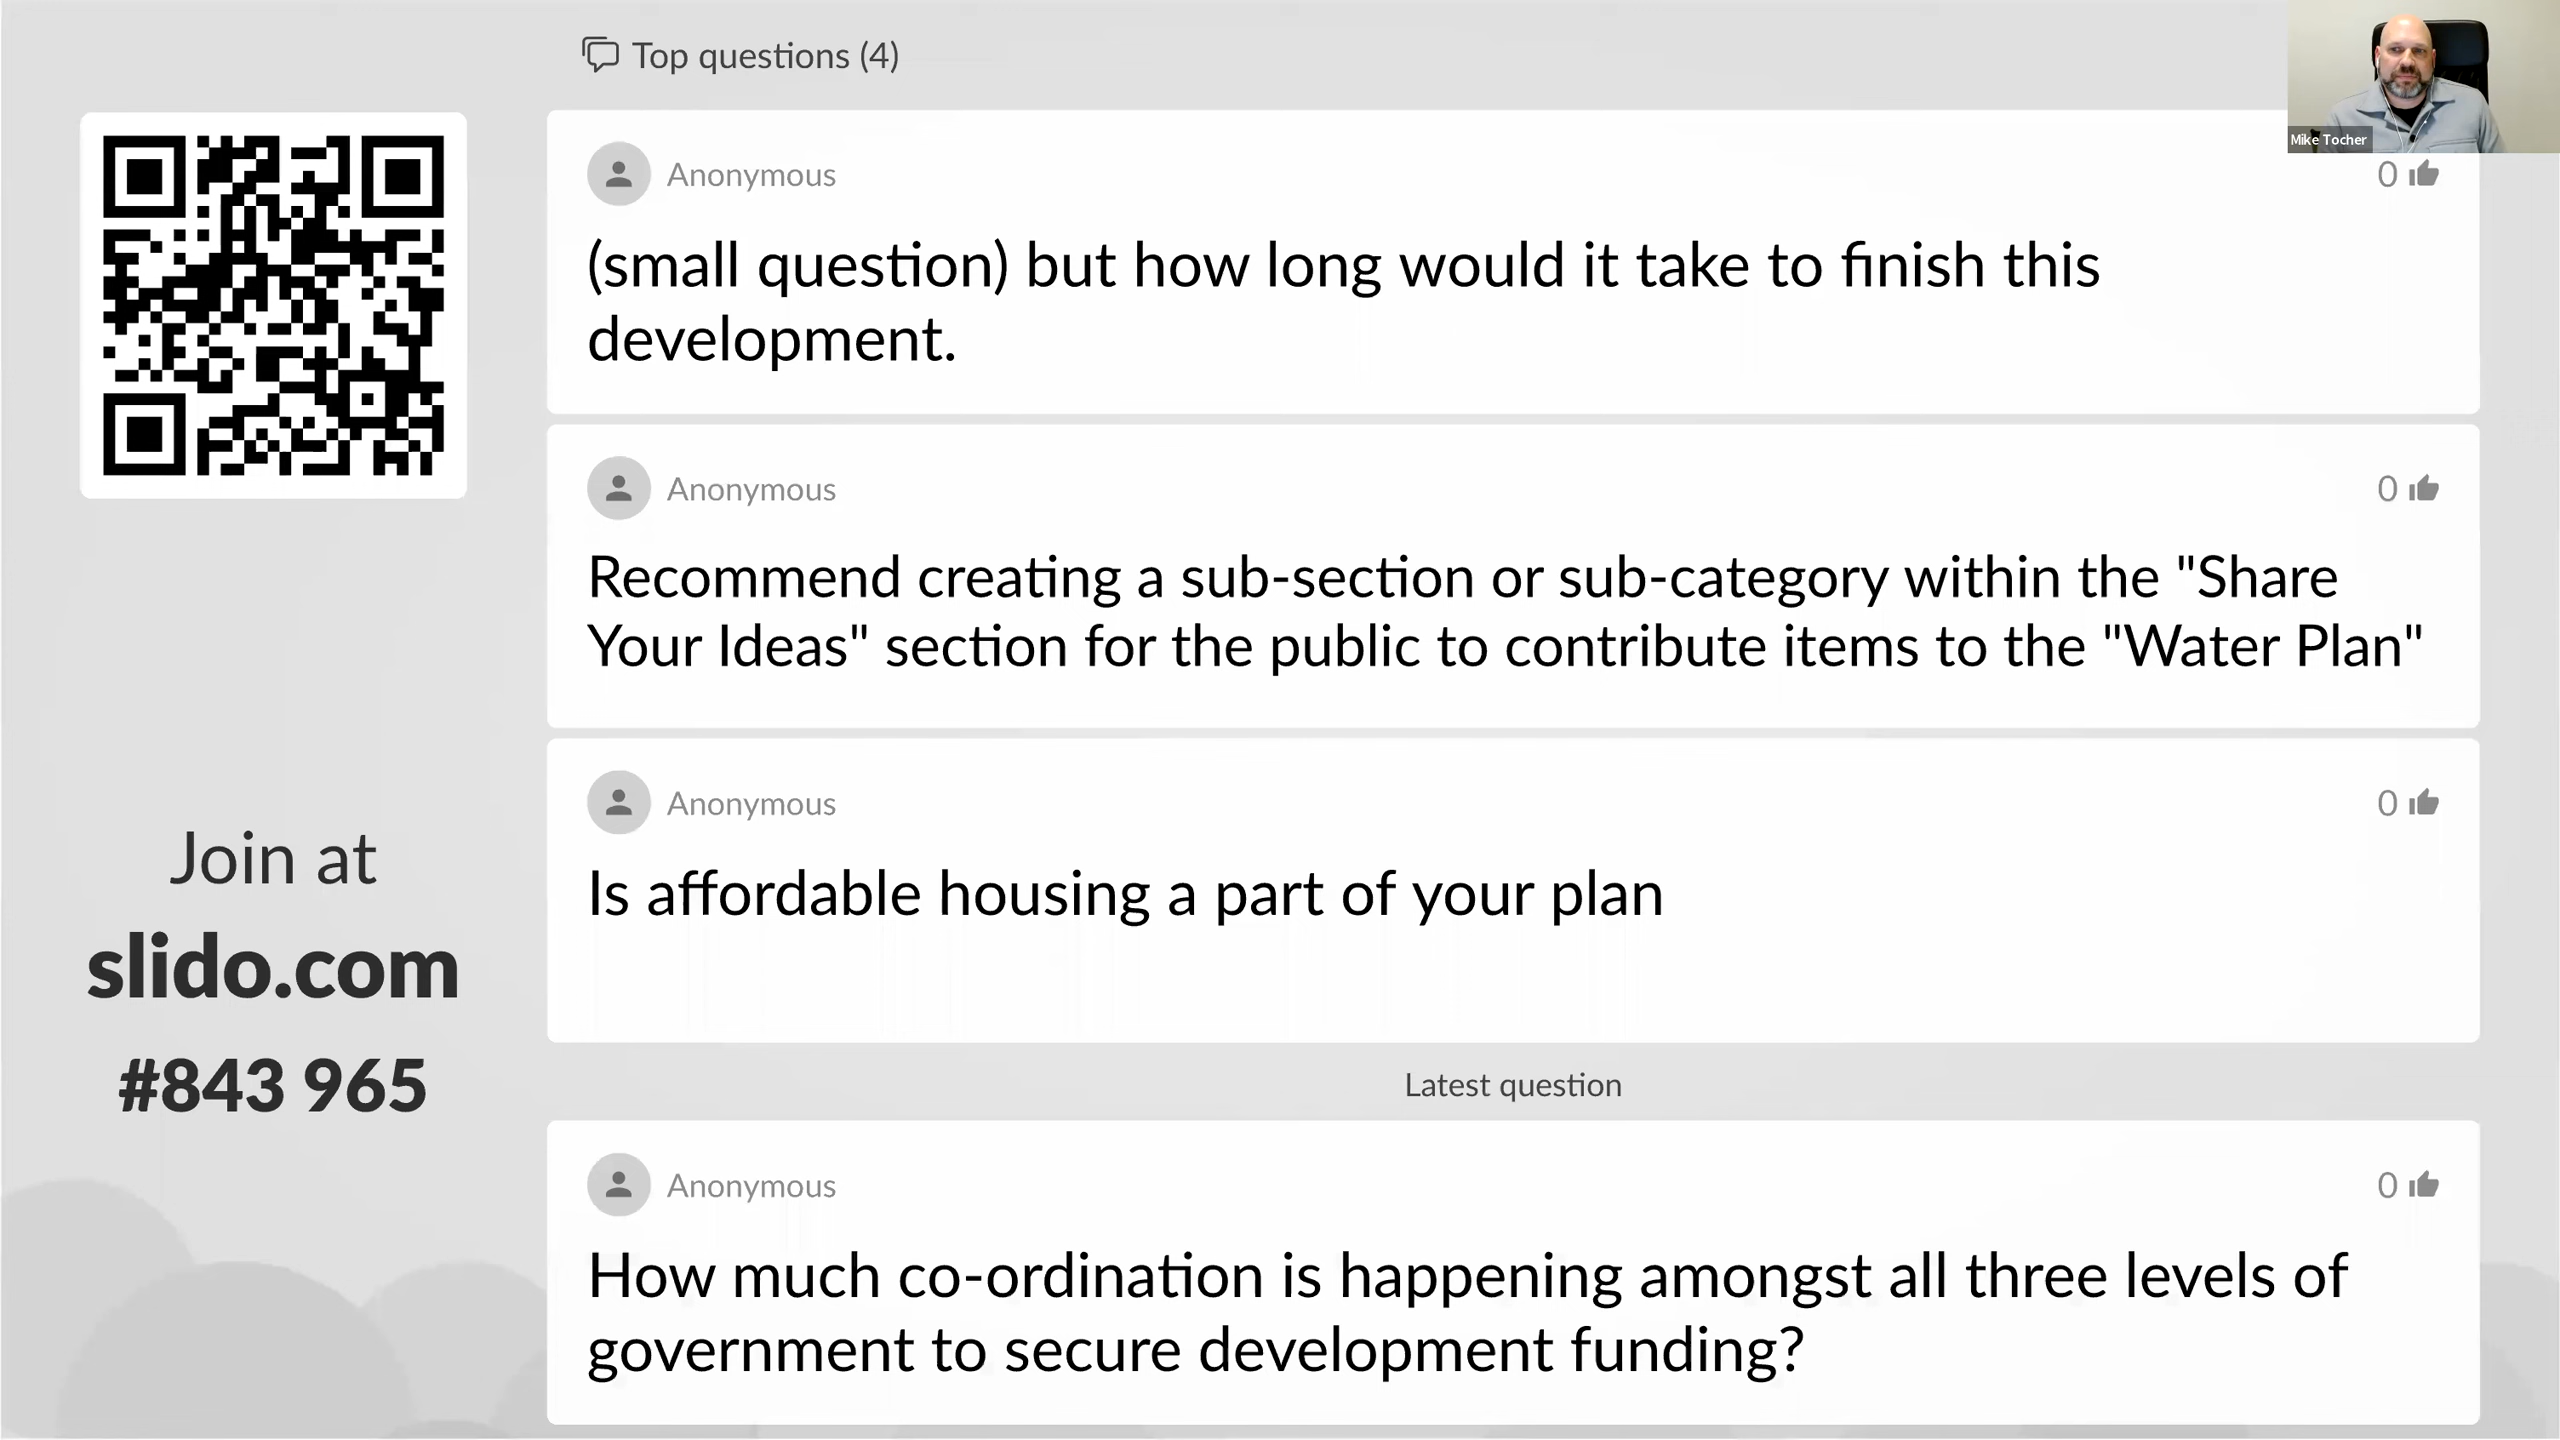 Top questions (4)
Mike Tocher
Anonymous
0
(small question) but how long would it take to finish this
development.
Anonymous
0
Recommend creating a sub-section or sub-category within the "Share
Your Ideas" section for the public to contribute items to the "Water Plan"
Anonymous
0
Is affordable housing a part of your plan
Join at
slido.com
#843 965
Latest question
Anonymous
0
How much co-ordination is happening amongst all three levels of
government to secure development funding?